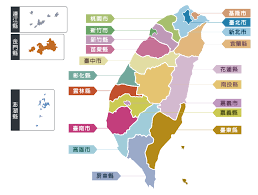 連江縣
金門縣
澎湖縣
桃園市
新竹市
新竹縣
苗栗縣
臺中市
彰化縣
雲林縣
臺南市
高雄市
屏東縣
基隆市
臺北市
新北市
宜蘭縣
花蓮縣
南投縣
嘉義市
嘉義縣
臺東縣